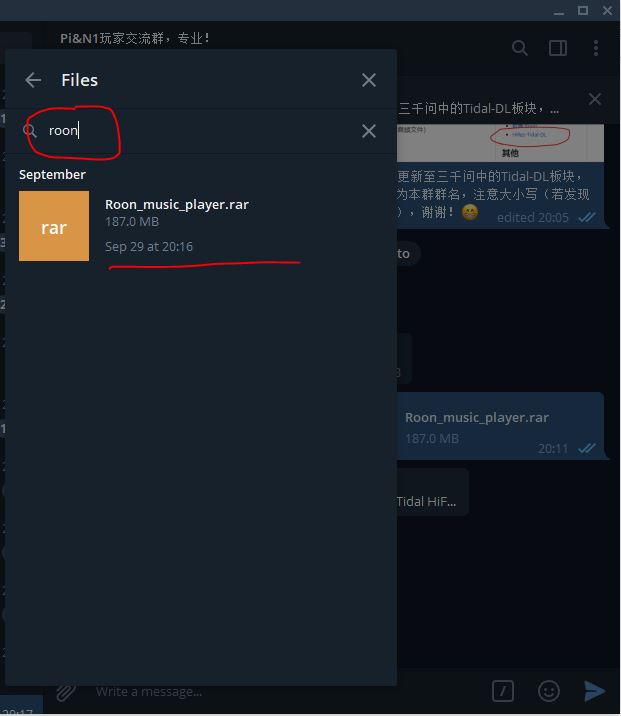 Pi&N1玩家交流群，专业！
Files
roon
September
rar
Roon_music_player.rar
187.0 MB
Sep 29 at 20:16
三千问中的Tidal-DL板块，...
HiRes-Tidal-DL
其他
更新至三千问中的Tidal-DL板块，
为本群群名，注意大小写（若发现
），谢谢！😁
edited 20:05
to
Roon_music_player.rar
187.0 MB
20:11
Tidal HiF...
Write a message...
20:17